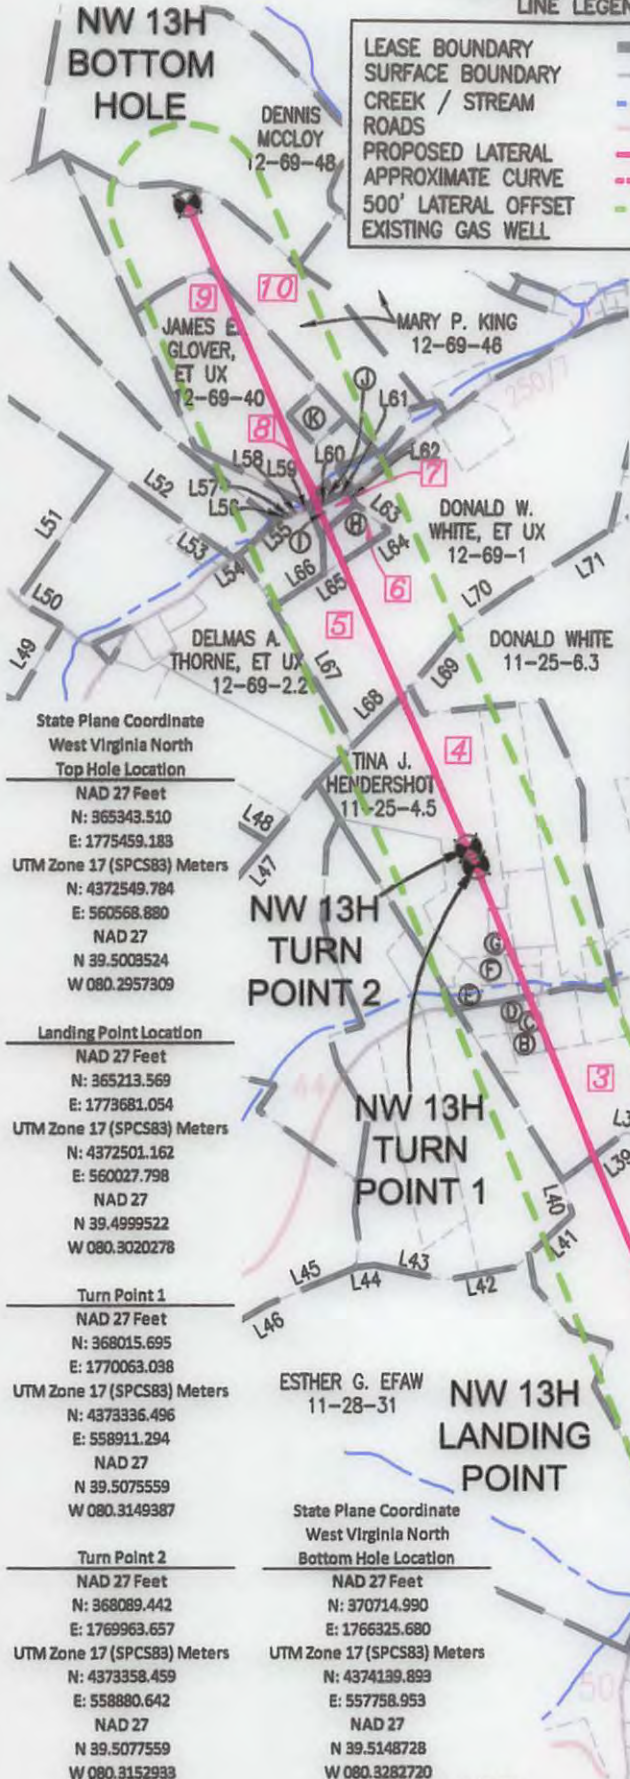 LINE LEGEN
NW 13H
BOTTOM
HOLE
LEASE BOUNDARY
SURFACE BOUNDARY
CREEK / STREAM
ROADS
PROPOSED LATERAL
APPROXIMATE CURVE
500' LATERAL OFFSET
EXISTING GAS WELL
DENNIS
MCCLOY
12-69-48
9
10
JAMES E.
GLOVER,
ET UX
12-69-40
MARY P. KING
12-69-46
250/7
J
K
L61
8
L60
L58
L59
L62
7
L57
L56
L52
L51
L55
I
H
L63
DONALD W.
WHITE, ET UX
12-69-1
L53
L54
L64
L66
L65
6
L71
L70
L50
L49
5
DELMAS A.
THORNE, ET UX
12-69-2.2
L67
L69
DONALD WHITE
11-25-6.3
L68
4
TINA J.
HENDERSHOT
11-25-4.5
L48
L47
State Plane Coordinate
West Virginia North
Top Hole Location
NAD 27 Feet
N: 365343.510
E: 1775459.183
UTM Zone 17 (SPCS83) Meters
N: 4372549.784
E: 560568.880
NAD 27
N 39.5003524
W 080.2957309
NW 13H
TURN
POINT 2
G
F
E
D
C
B
Landing Point Location
NAD 27 Feet
N: 365213.569
E: 1773681.054
UTM Zone 17 (SPCS83) Meters
N: 4372501.162
E: 560027.798
NAD 27
N 39.4999522
W 080.3020278
3
NW 13H
TURN
POINT 1
L3
L39
L40
L41
L45
L44
L43
L42
L46
Turn Point 1
NAD 27 Feet
N: 368015.695
E: 1770063.038
UTM Zone 17 (SPCS83) Meters
N: 4373336.496
E: 558911.294
NAD 27
N 39.5075559
W 080.3149387
ESTHER G. EFAW
11-28-31
NW 13H
LANDING
POINT
Turn Point 2
NAD 27 Feet
N: 368089.442
E: 1769963.657
UTM Zone 17 (SPCS83) Meters
N: 4373358.459
E: 558880.642
NAD 27
N 39.5077559
W 080.3152933
State Plane Coordinate
West Virginia North
Bottom Hole Location
NAD 27 Feet
N: 370714.990
E: 1766325.680
UTM Zone 17 (SPCS83) Meters
N: 4374139.893
E: 557758.953
NAD 27
N 39.5148728
W 080.3282720
50